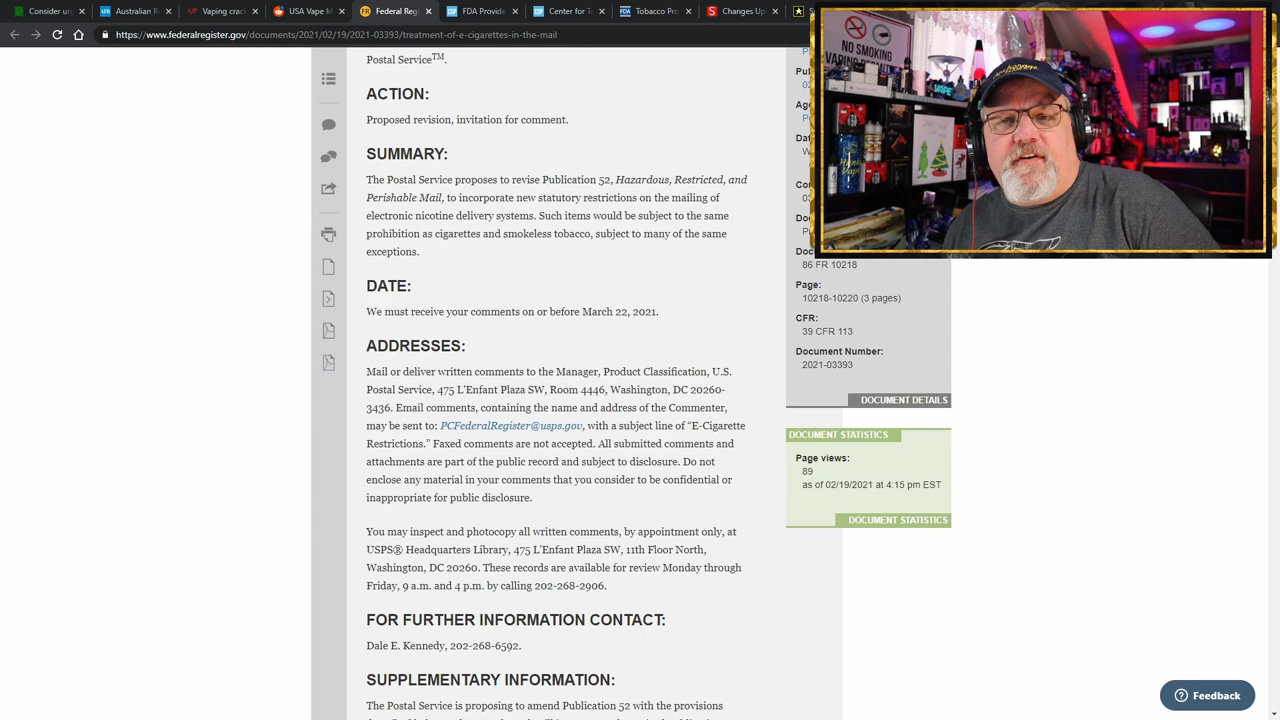 Consider un
Vapermen
USA Vape M
Federal Reg
Texas Tobac
Changes Us
www.federalregister.gov/documents/2021/02/19/2021-03393/treatment-of-e-cigarettes-in-the-mail
NO SMOKING
VAPE
Postal Service™.
ACTION:
Proposed revision, invitation for comment.
SUMMARY:
The Postal Service proposes to revise Publication 52, Hazardous, Restricted, and
Perishable Mail, to incorporate new statutory restrictions on the mailing of
electronic nicotine delivery systems. Such items would be subject to the same
prohibition as cigarettes and smokeless tobacco, subject to many of the same
exceptions.
DATE:
We must receive your comments on or before March 22, 2021.
ADDRESSES:
Mail or deliver written comments to the Manager, Product Classification, U.S.
Postal Service, 475 L'Enfant Plaza SW, Room 4446, Washington, DC 20260-
3436. Email comments, containing the name and address of the Commenter,
may be sent to: PCFederalRegister@usps.gov, with a subject line of “E-Cigarette
Restrictions.” Faxed comments are not accepted. All submitted comments and
attachments are part of the public record and subject to disclosure. Do not
enclose any material in your comments that you consider to be confidential or
inappropriate for public disclosure.
You may inspect and photocopy all written comments, by appointment only, at
USPS® Headquarters Library, 475 L'Enfant Plaza SW, 11th Floor North,
Washington, DC 20260. These records are available for review Monday through
Friday, 9 a.m. and 4 p.m. by calling 202-268-2906.
FOR FURTHER INFORMATION CONTACT:
Dale E. Kennedy, 202-268-6592.
SUPPLEMENTARY INFORMATION:
The Postal Service is proposing to amend Publication 52 with the provisions
86 FR 10218
Page:
10218-10220 (3 pages)
CFR:
39 CFR 113
Document Number:
2021-03393
DOCUMENT DETAILS
DOCUMENT STATISTICS
Page views:
89
as of 02/19/2021 at 4:15 pm EST
DOCUMENT STATISTICS
Feedback